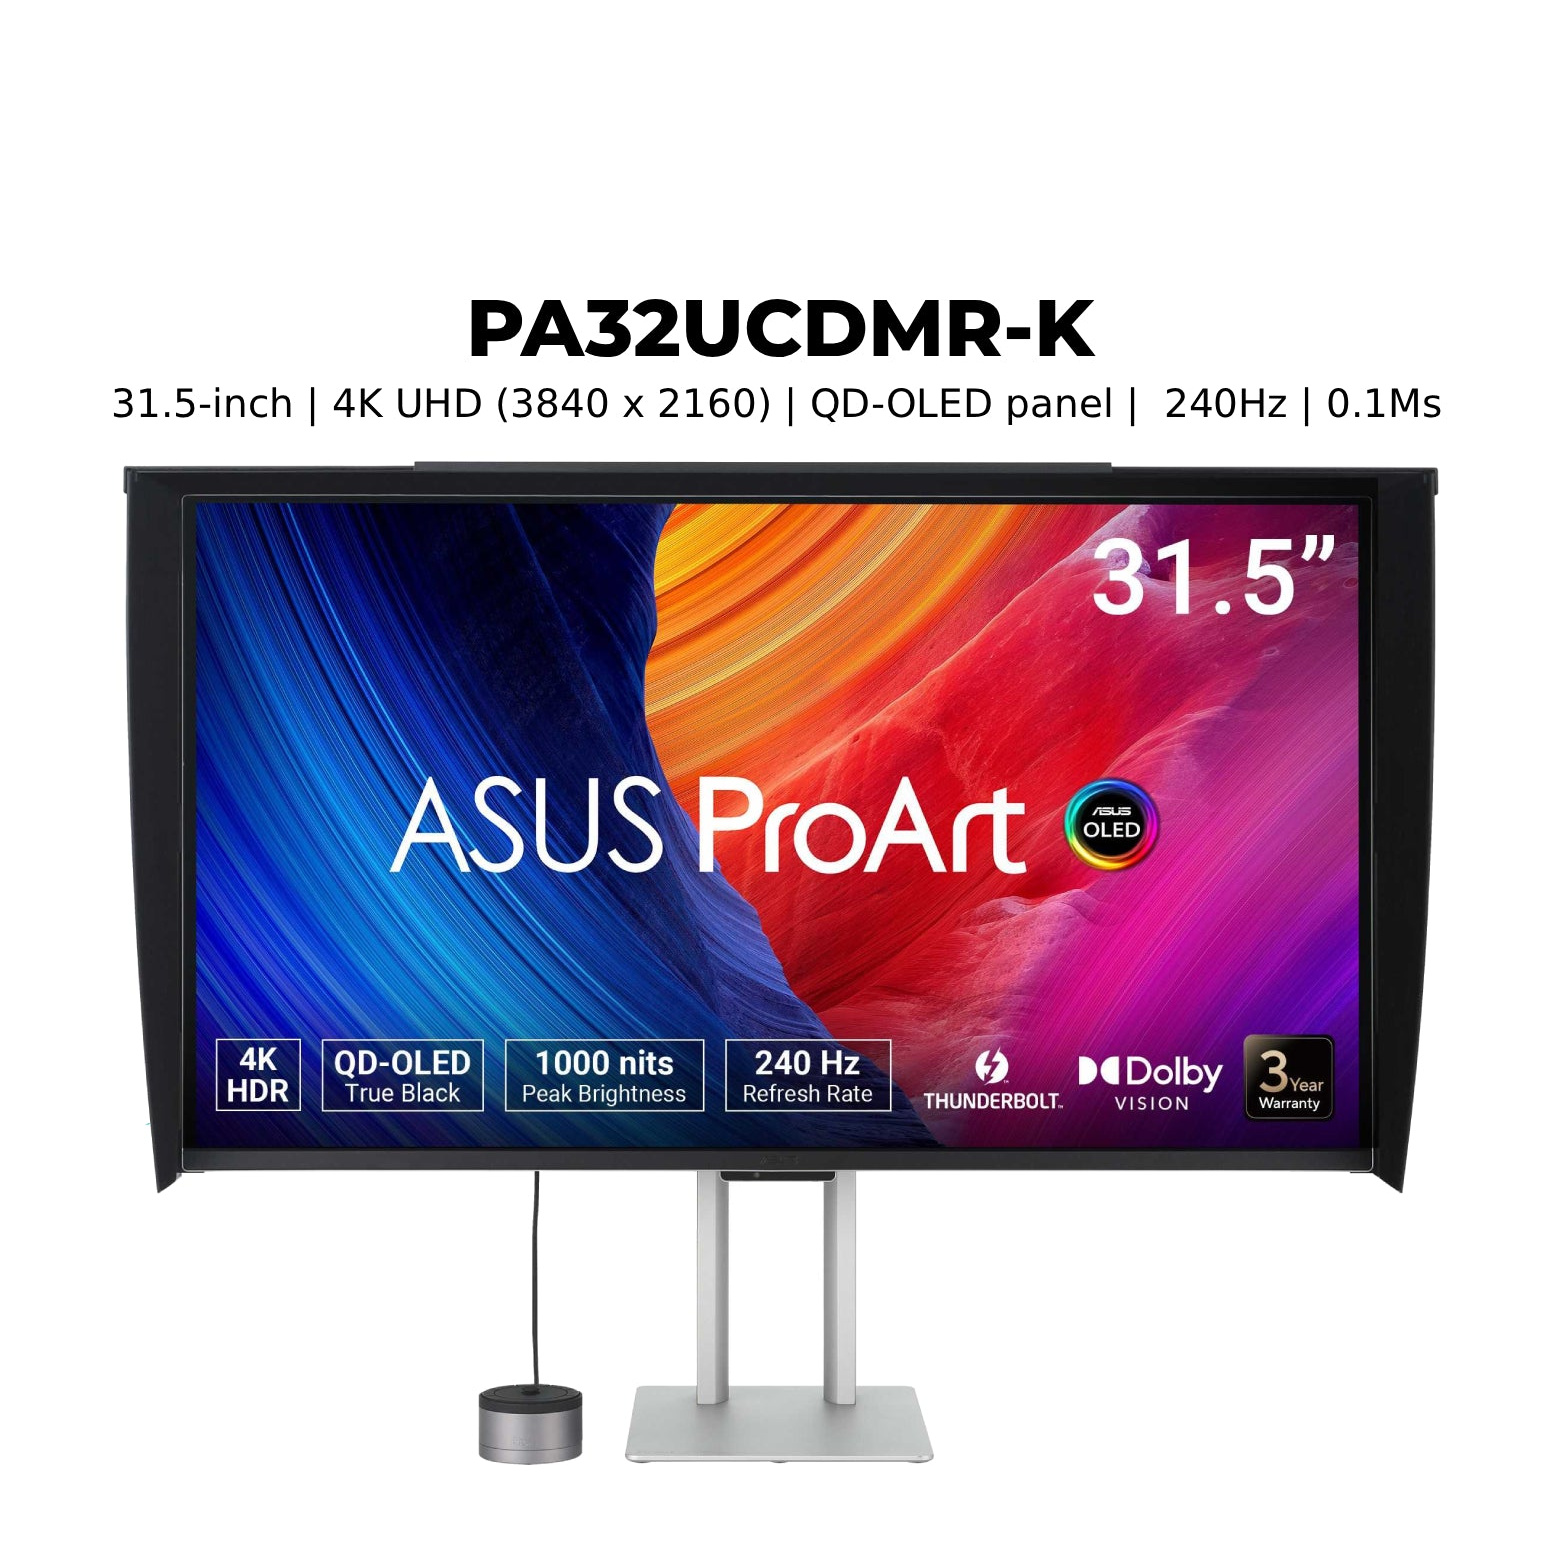 PA32UCDMR-K
31.5-inch | 4K UHD (3840 x 2160) | QD-OLED panel |  240Hz | 0.1Ms
31.5”
ASUS ProArt
ASUS
OLED
4K
HDR
QD-OLED
True Black
1000 nits
Peak Brightness
240 Hz
Refresh Rate
THUNDERBOLT™
Dolby
VISION
3 Year
Warranty